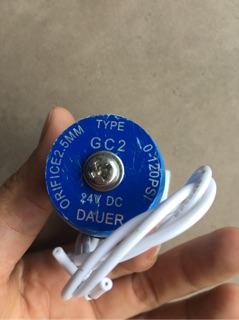 TYPE
GC2
ORIFICE2.5MM
0-120PSI
24V DC
DAUER